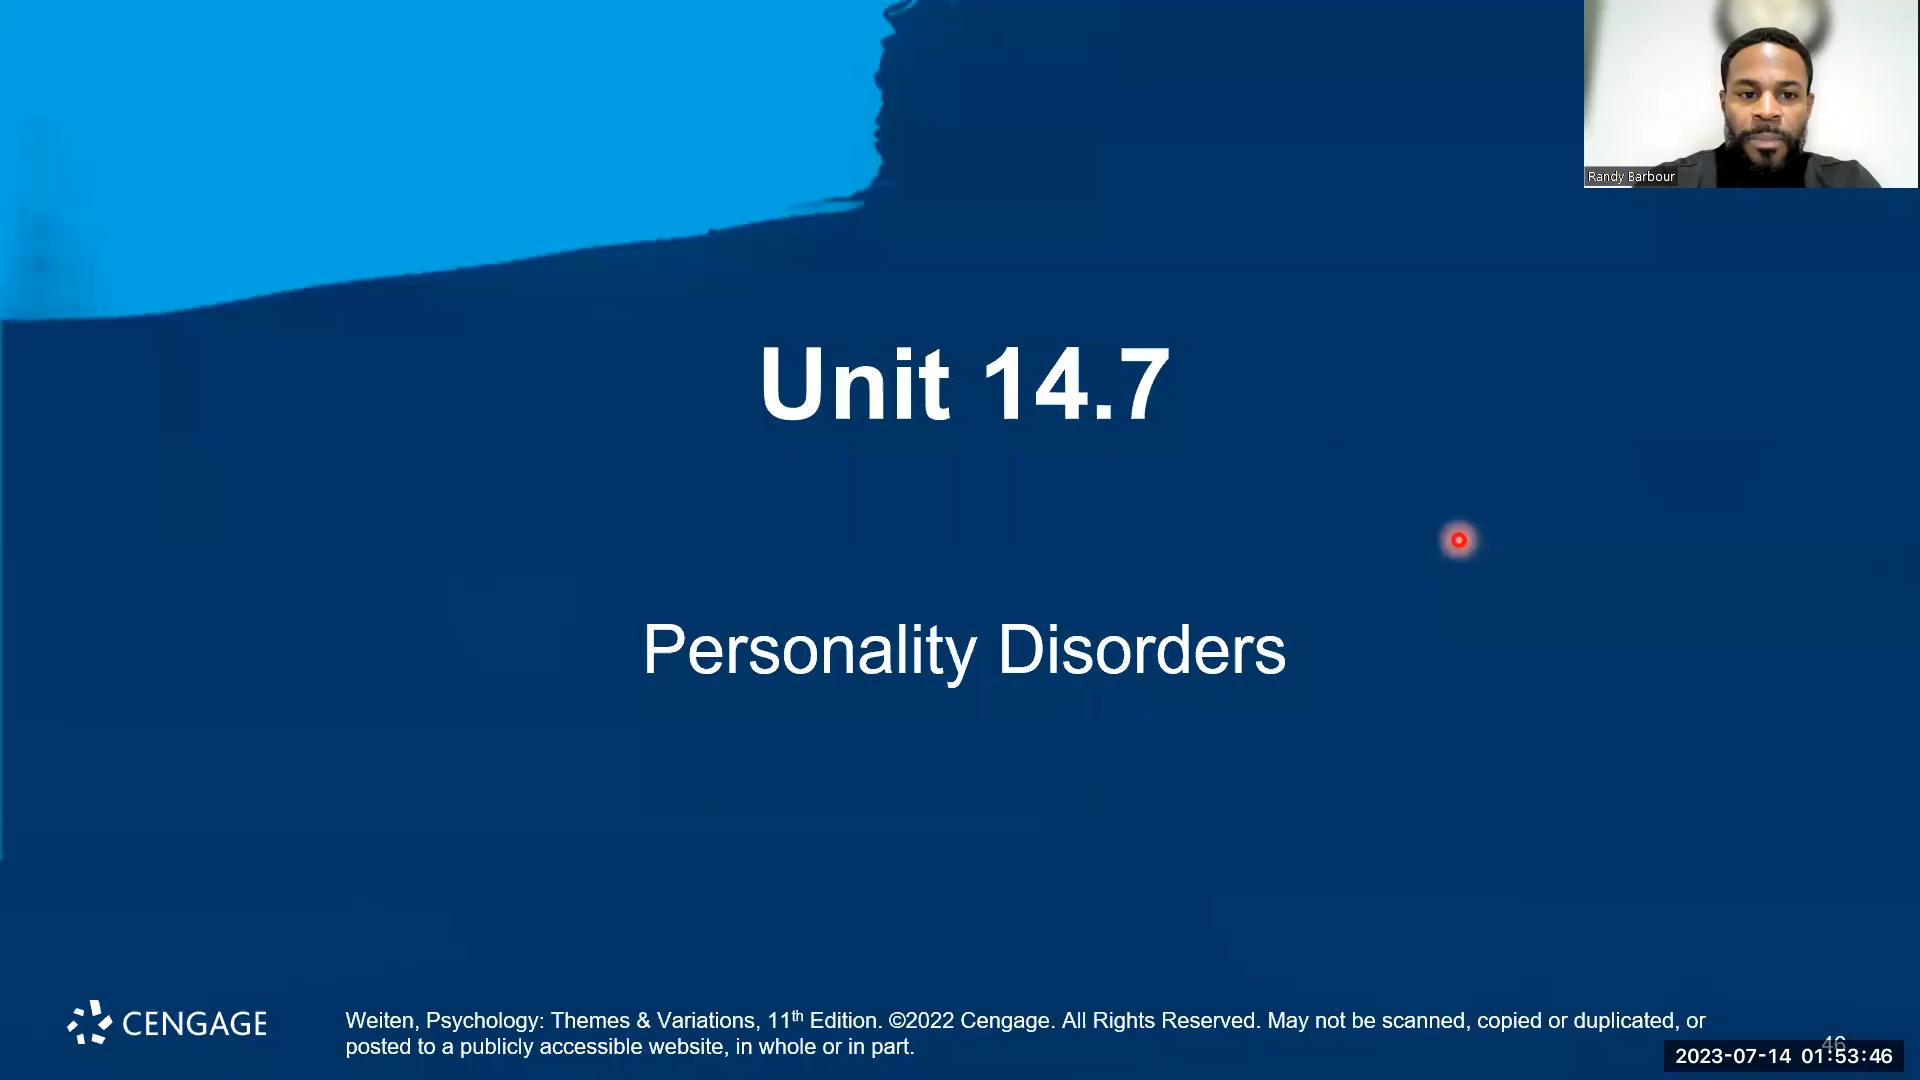 Randy Barbour
Unit 14.7
Personality Disorders
CENGAGE
Weiten, Psychology: Themes & Variations, 11th Edition. ©2022 Cengage. All Rights Reserved. May not be scanned, copied or duplicated, or
posted to a publicly accessible website, in whole or in part.
46
2023-07-14 01:53:46